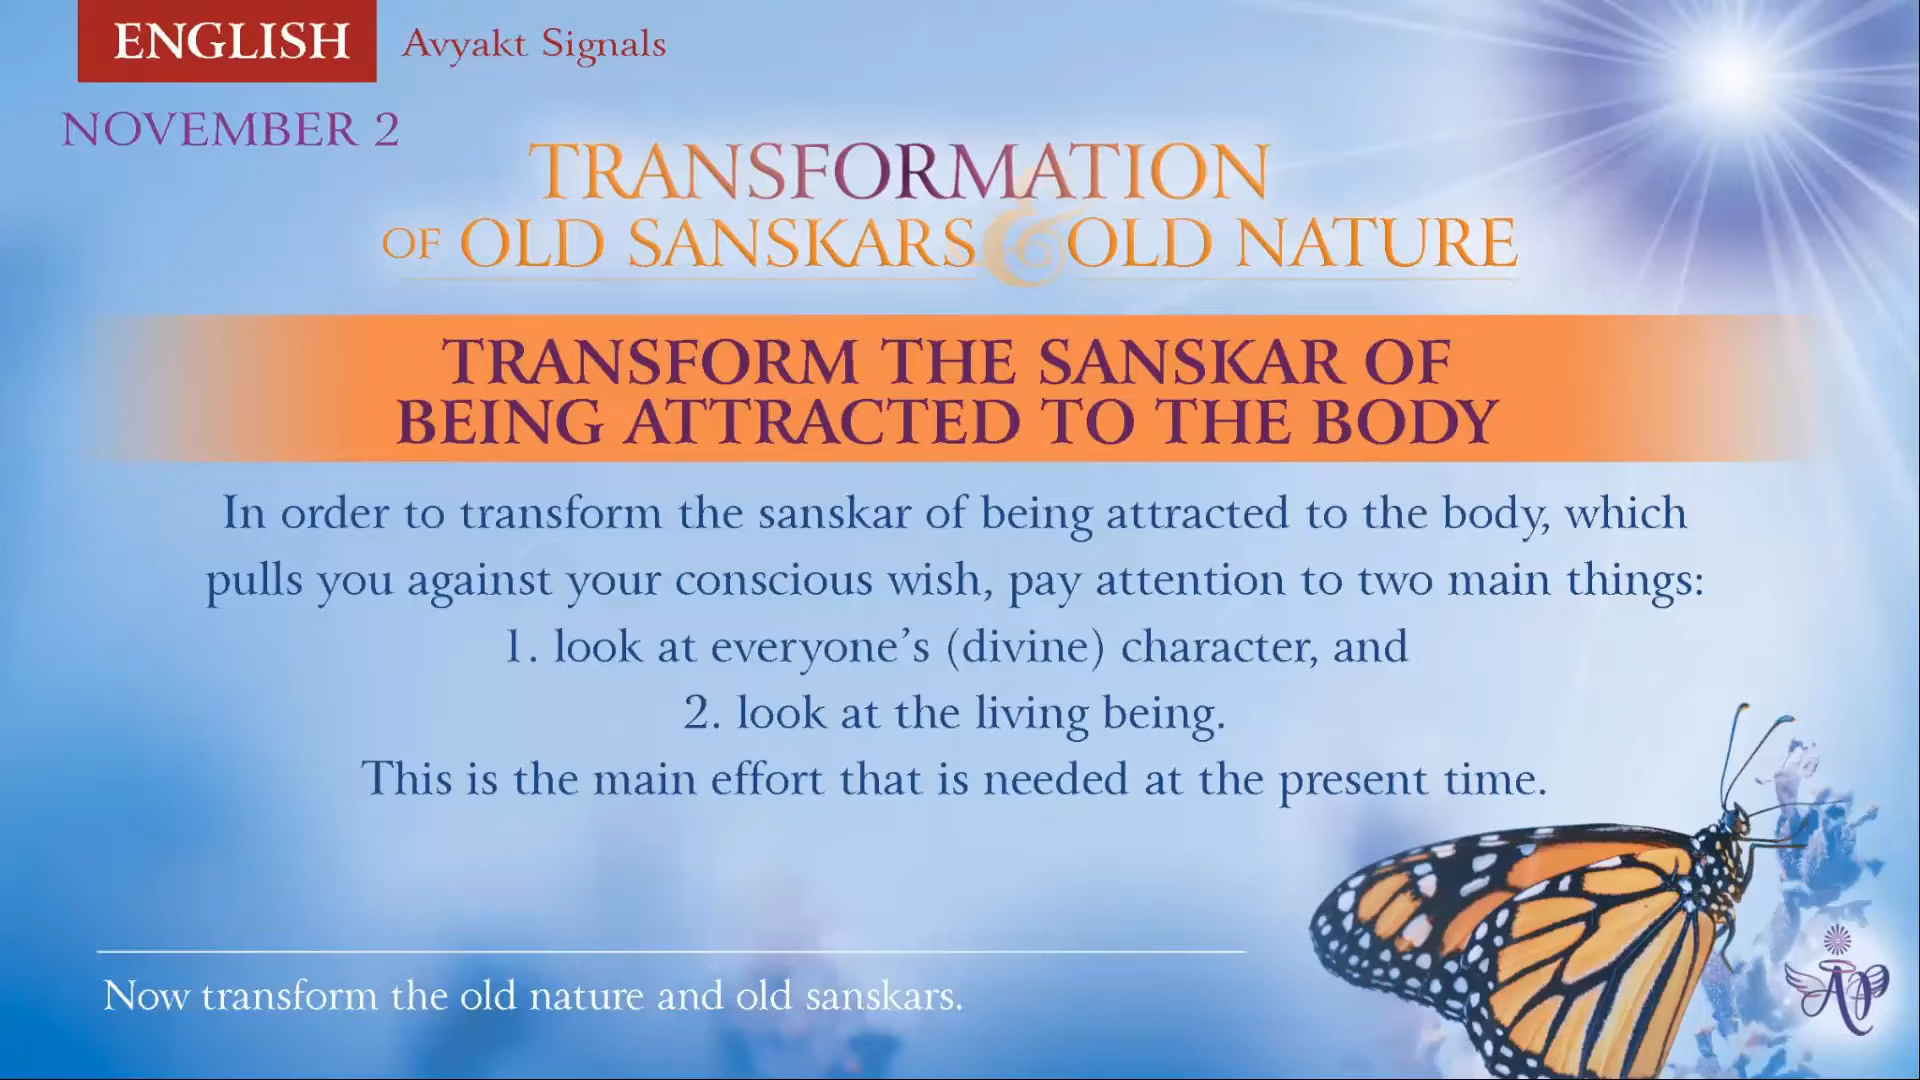 ENGLISH Avyakt Signals
NOVEMBER 2
TRANSFORMATION
OF OLD SANSKARS & OLD NATURE
TRANSFORM THE SANSKAR OF
BEING ATTRACTED TO THE BODY
In order to transform the sanskar of being attracted to the body, which
pulls you against your conscious wish, pay attention to two main things:
1. look at everyone’s (divine) character, and
2. look at the living being.
This is the main effort that is needed at the present time.
Now transform the old nature and old sanskars.